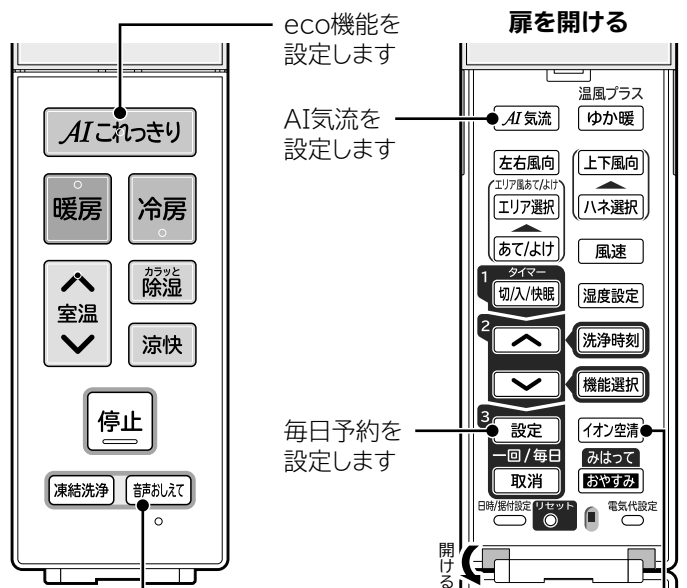 eco機能を
設定します
扉を開ける
AIこれっきり
暖房
冷房
室温
カラッと
除湿
涼快
停止
凍結洗浄
音声おしえて
AI気流を
設定します
毎日予約を
設定します
温風プラス
AI気流
ゆか暖
左右風向
上下風向
エリア風あて/よけ
エリア選択
ハネ選択
あて/よけ
風速
1
タイマー
切/入/快眠
湿度設定
2
洗浄時刻
機能選択
3
設定
イオン空清
一回/毎日
みはって
取消
おやすみ
日時/据付設定
リセット
電気代設定
開ける